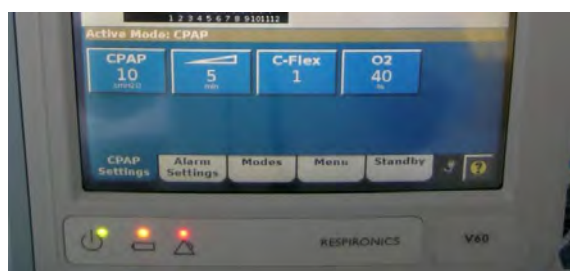 1 2 3 4 5 6 7 8 9 10 11 12
Active Mode: CPAP
CPAP
10
cmH2O
5
min
C-Flex
1
O2
40
%
CPAP Settings
Alarm Settings
Modes
Menu
Standby
?
RESPIRONICS
V60